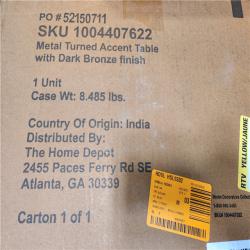 PO # 52150711
SKU 1004407622
Metal Turned Accent Table
with Dark Bronze finish
1 Unit
Case Wt: 8.485 lbs.
Country Of Origin: India
Distributed By:
The Home Depot
2455 Paces Ferry Rd SE
Atlanta, GA 30339
Carton 1 of 1
RTV YELLOW/JAUNE